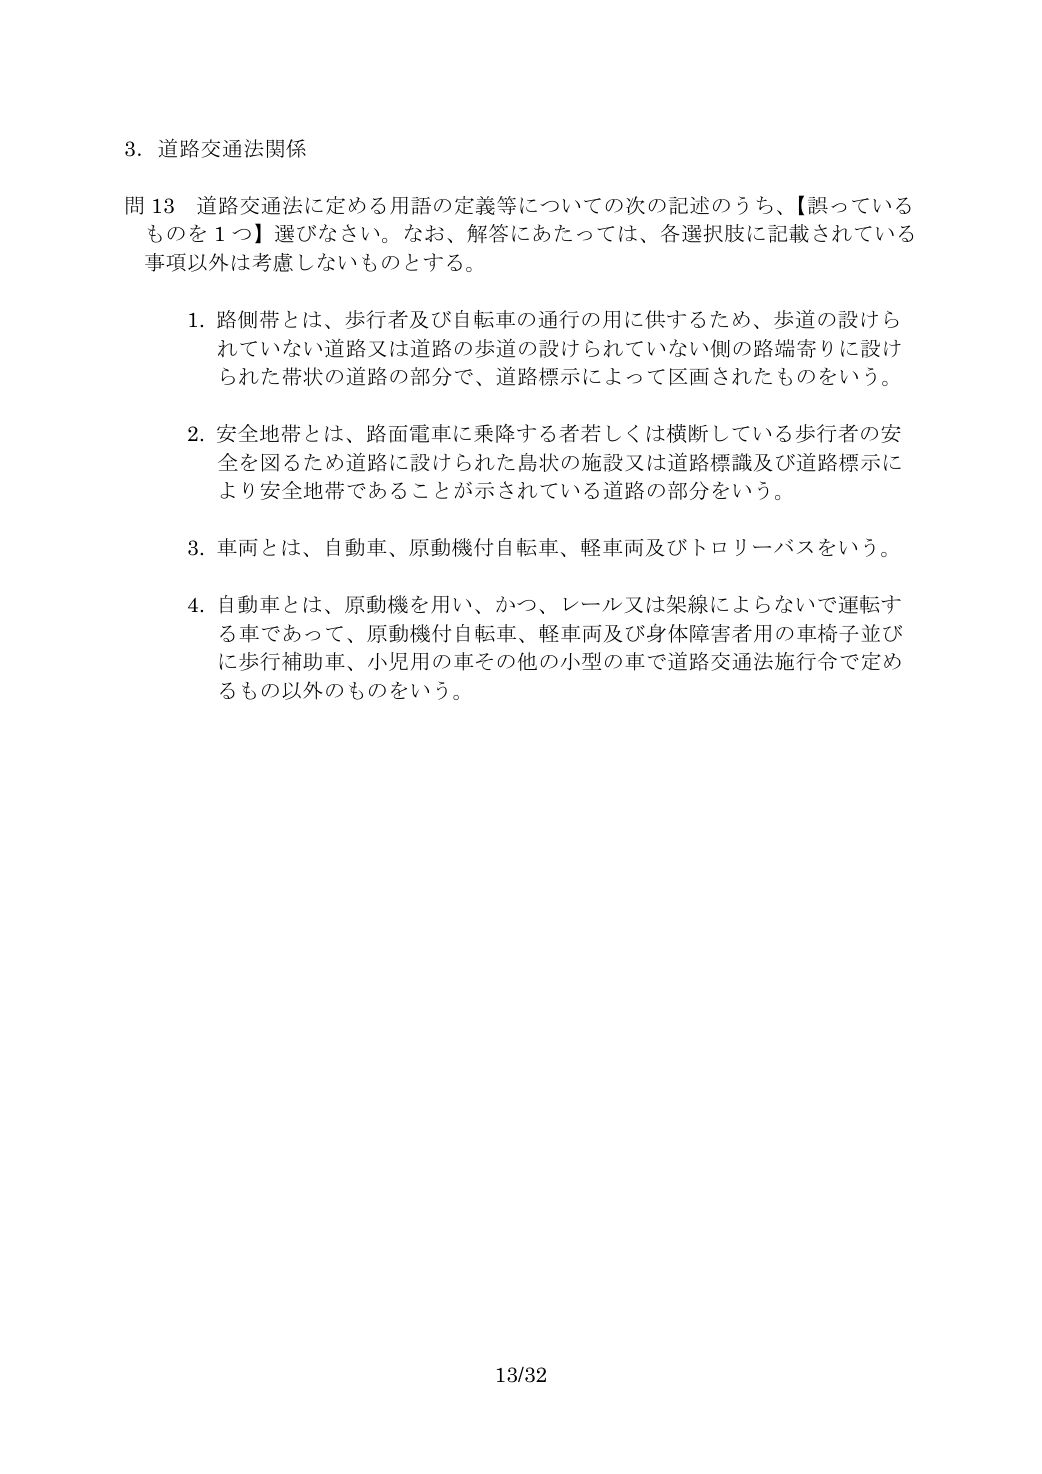 3. 道路交通法関係
問 13　道路交通法に定める用語の定義等についての次の記述のうち、【誤っている
ものを 1 つ】選びなさい。なお、解答にあたっては、各選択肢に記載されている
事項以外は考慮しないものとする。
1. 路側帯とは、歩行者及び自転車の通行の用に供するため、歩道の設けら
れていない道路又は道路の歩道の設けられていない側の路端寄りに設け
られた帯状の道路の部分で、道路標示によって区画されたものをいう。
2. 安全地帯とは、路面電車に乗降する者若しくは横断している歩行者の安
全を図るため道路に設けられた島状の施設又は道路標識及び道路標示に
より安全地帯であることが示されている道路の部分をいう。
3. 車両とは、自動車、原動機付自転車、軽車両及びトロリーバスをいう。
4. 自動車とは、原動機を用い、かつ、レール又は架線によらないで運転す
る車であって、原動機付自転車、軽車両及び身体障害者用の車椅子並び
に歩行補助車、小児用の車その他の小型の車で道路交通法施行令で定め
るもの以外のものをいう。
13/32